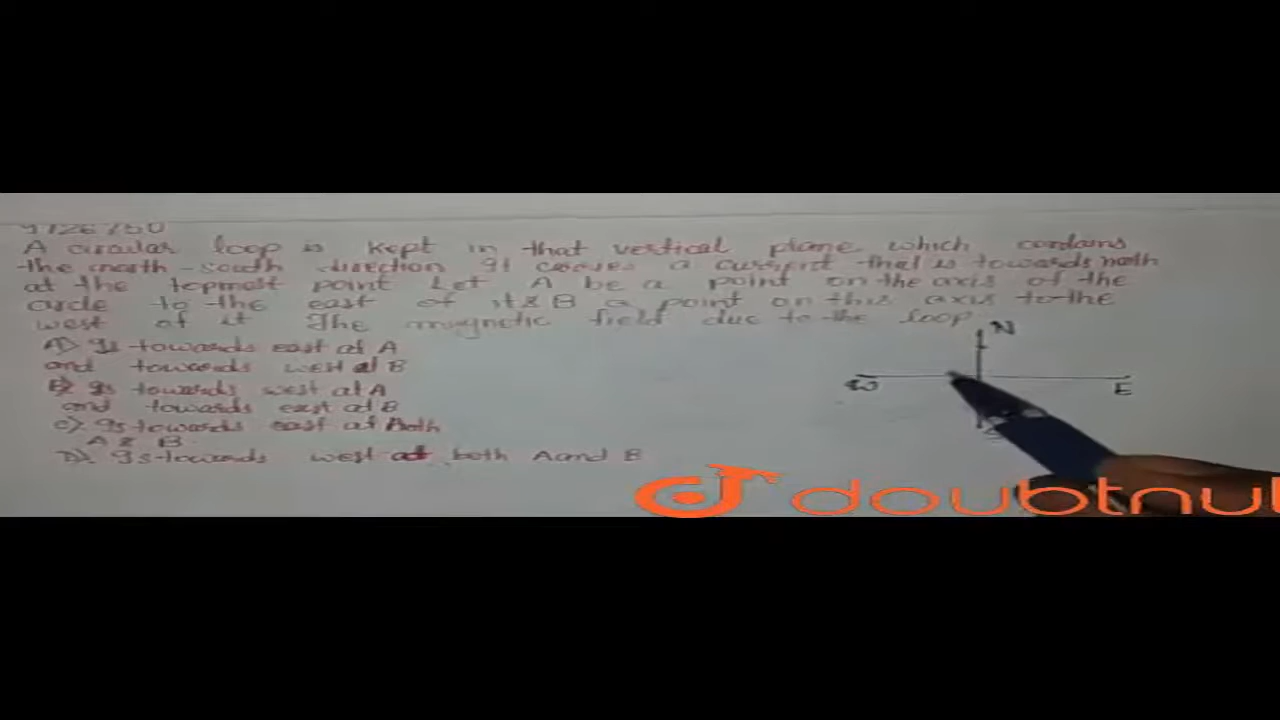 A circular loop is kept in that vertical plane which contains
the north-south direction It carries a current that is towards north
at the topmost point Let A be a point on the axis of the
circle to the east of it & B a point on this axis to the
west of it The magnetic field due to the loop
A) Is towards east at A
and towards west at B
B) Is towards west at A
and towards east at B
C) Is towards east at both
A & B
D) Is towards west at both A and B
N
W
E
S
doubtnut